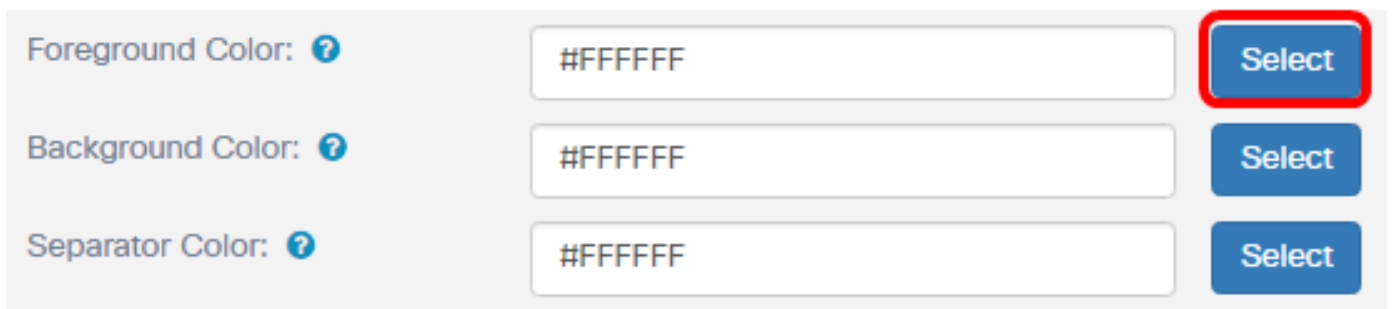 Foreground Color: ? #FFFFFF Select
Background Color: ? #FFFFFF Select
Separator Color: ? #FFFFFF Select